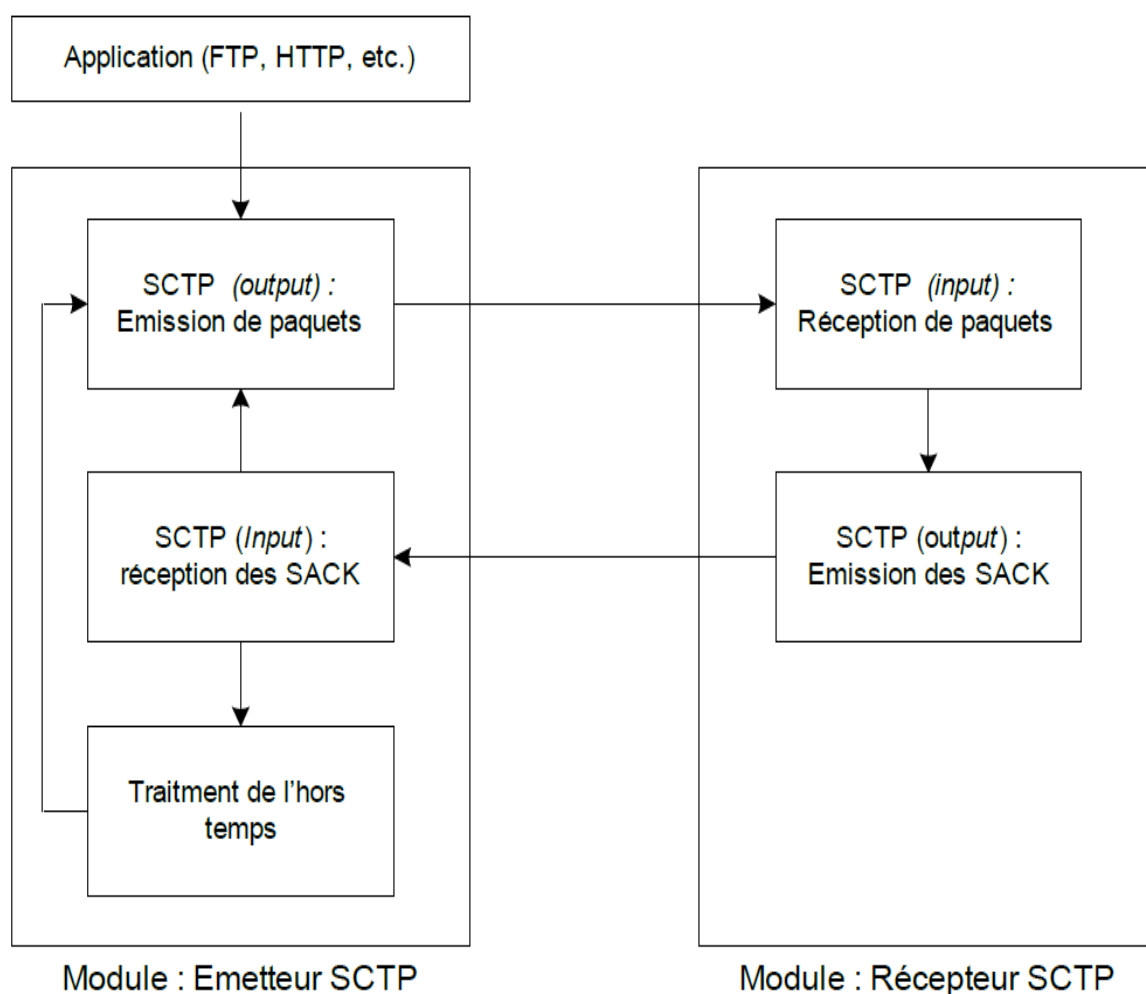 Application (FTP, HTTP, etc.)
SCTP (output) :
Emission de paquets
SCTP (input) :
Réception de paquets
SCTP (Input) :
réception des SACK
SCTP (output) :
Emission des SACK
Traitment de l'hors
temps
Module : Emetteur SCTP
Module : Récepteur SCTP